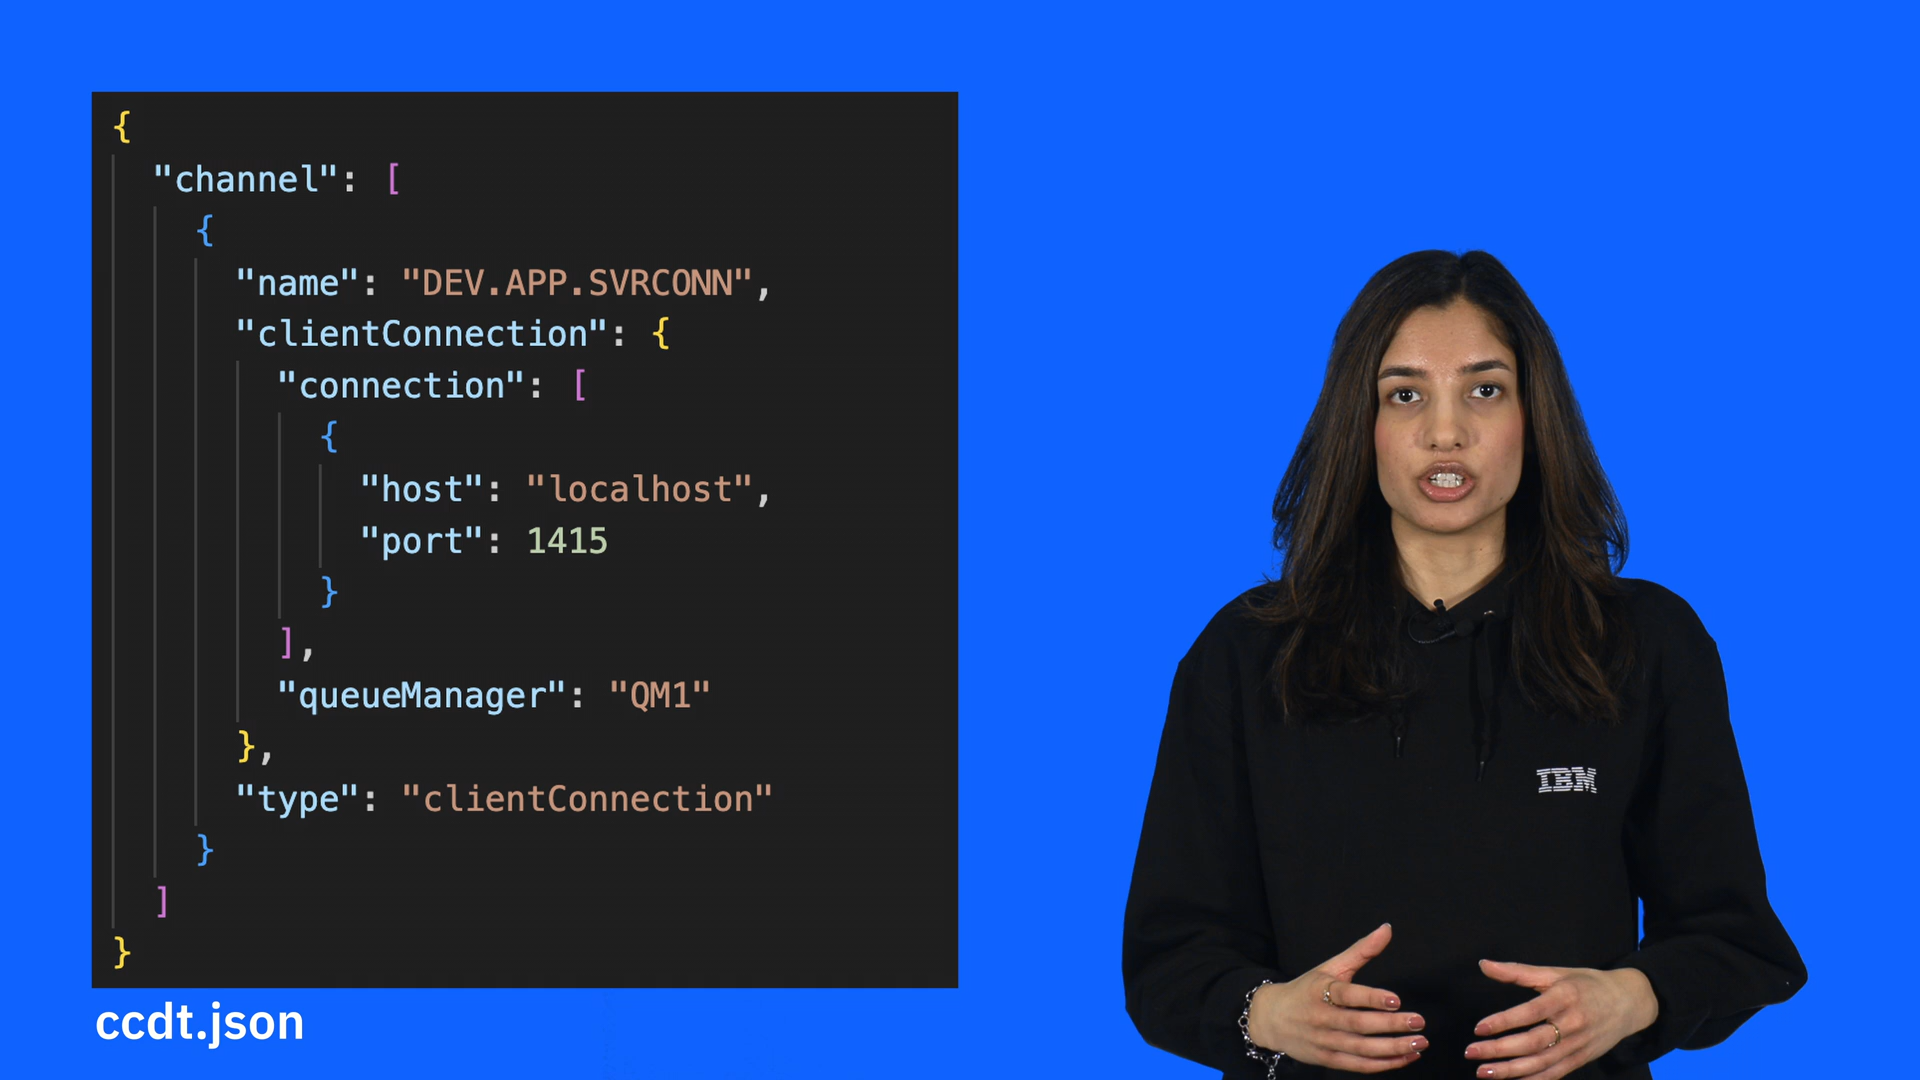 {
"channel": [
{
"name": "DEV.APP.SVRCONN",
"clientConnection": {
"connection": [
{
"host": "localhost",
"port": 1415
}
],
"queueManager": "QM1"
},
"type": "clientConnection"
}
]
}
ccdt.json
IBM